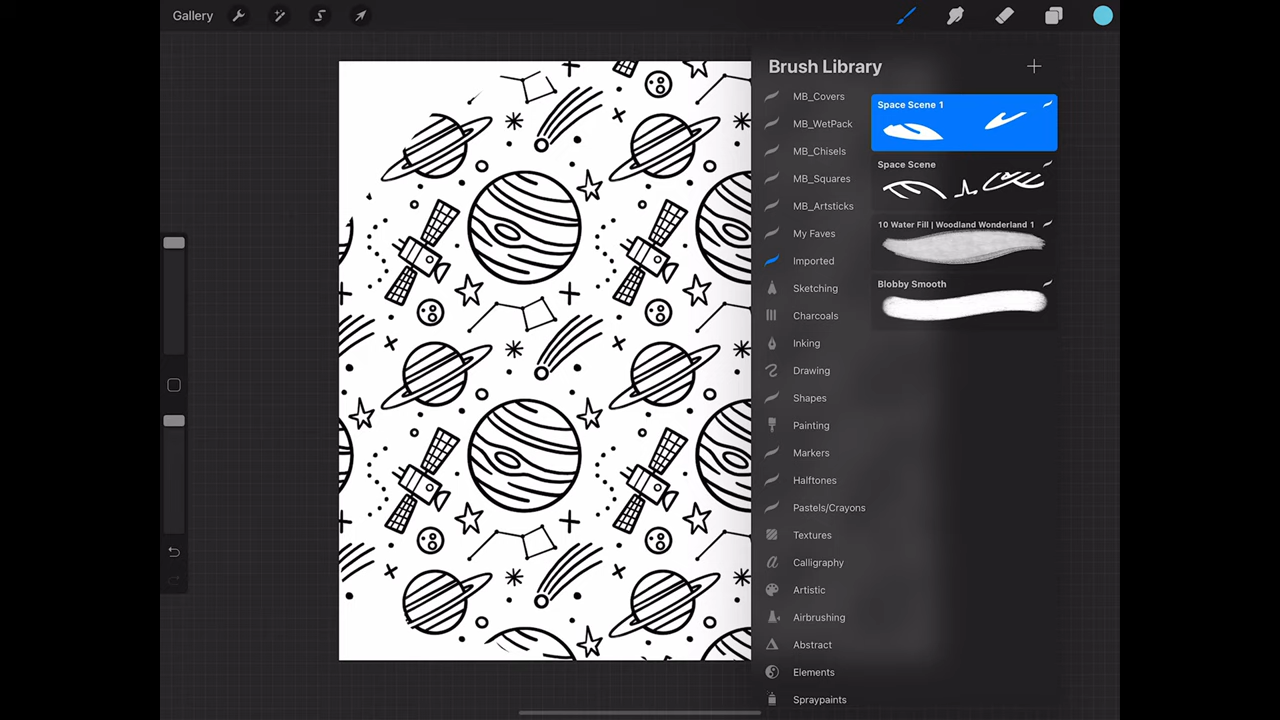 Gallery
Brush Library
MB_Covers
MB_WetPack
MB_Chisels
MB_Squares
MB_Artsticks
My Faves
Imported
Sketching
Charcoals
Inking
Drawing
Shapes
Painting
Markers
Halftones
Pastels/Crayons
Textures
Calligraphy
Artistic
Airbrushing
Abstract
Elements
Spraypaints
Space Scene 1
Space Scene
10 Water Fill | Woodland Wonderland 1
Blobby Smooth